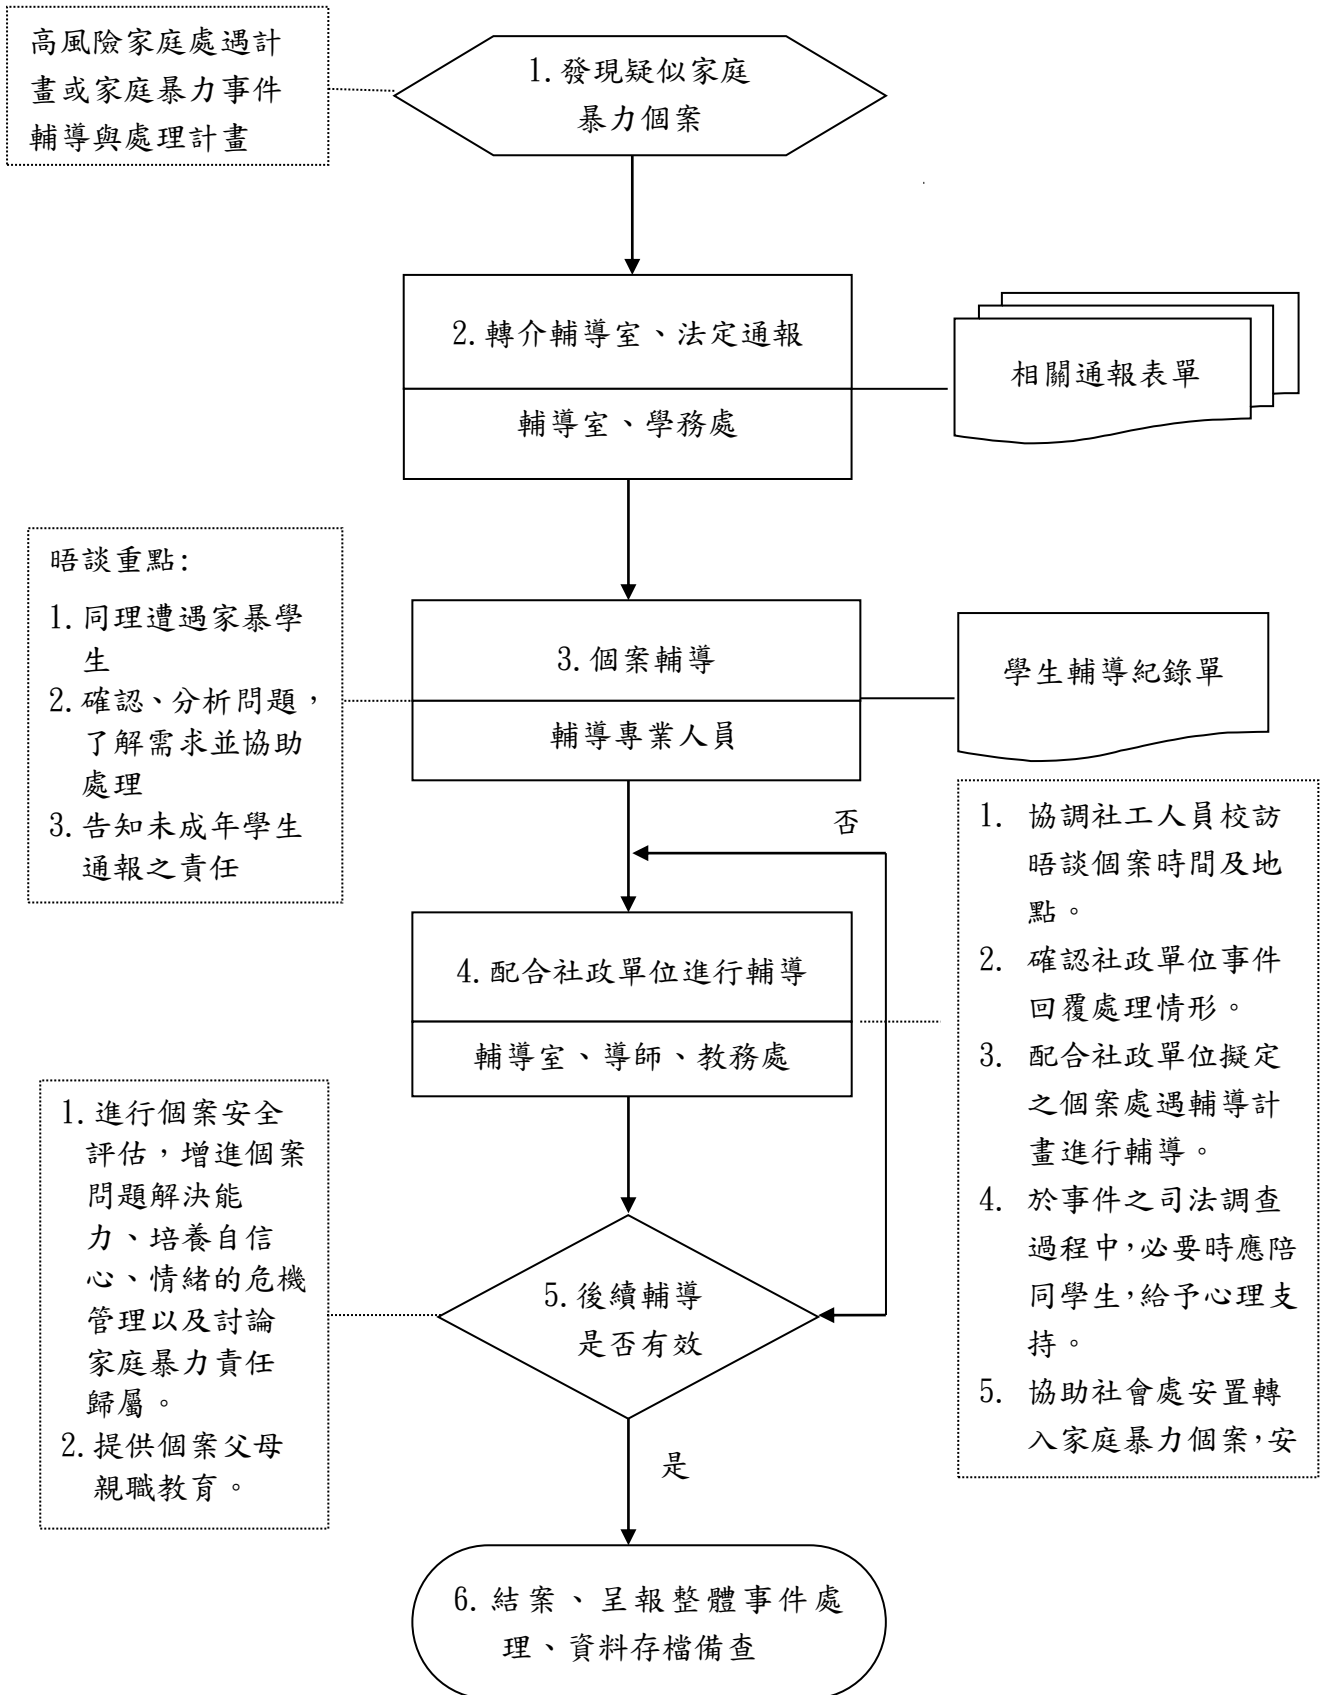 高風險家庭處遇計
畫或家庭暴力事件
輔導與處理計畫
1.發現疑似家庭
暴力個案
2.轉介輔導室、法定通報
輔導室、學務處
相關通報表單
晤談重點:
1.同理遭遇家暴學
生
2.確認、分析問題，
了解需求並協助
處理
3.告知未成年學生
通報之責任
3.個案輔導
輔導專業人員
學生輔導紀錄單
否
4.配合社政單位進行輔導
輔導室、導師、教務處
1. 協調社工人員校訪
晤談個案時間及地
點。
2. 確認社政單位事件
回覆處理情形。
3. 配合社政單位擬定
之個案處遇輔導計
畫進行輔導。
4. 於事件之司法調查
過程中，必要時應陪
同學生，給予心理支
持。
5. 協助社會處安置轉
入家庭暴力個案，安
1.進行個案安全
評估，增進個案
問題解決能
力、培養自信
心、情緒的危機
管理以及討論
家庭暴力責任
歸屬。
2.提供個案父母
親職教育。
5.後續輔導
是否有效
是
6.結案、呈報整體事件處
理、資料存檔備查